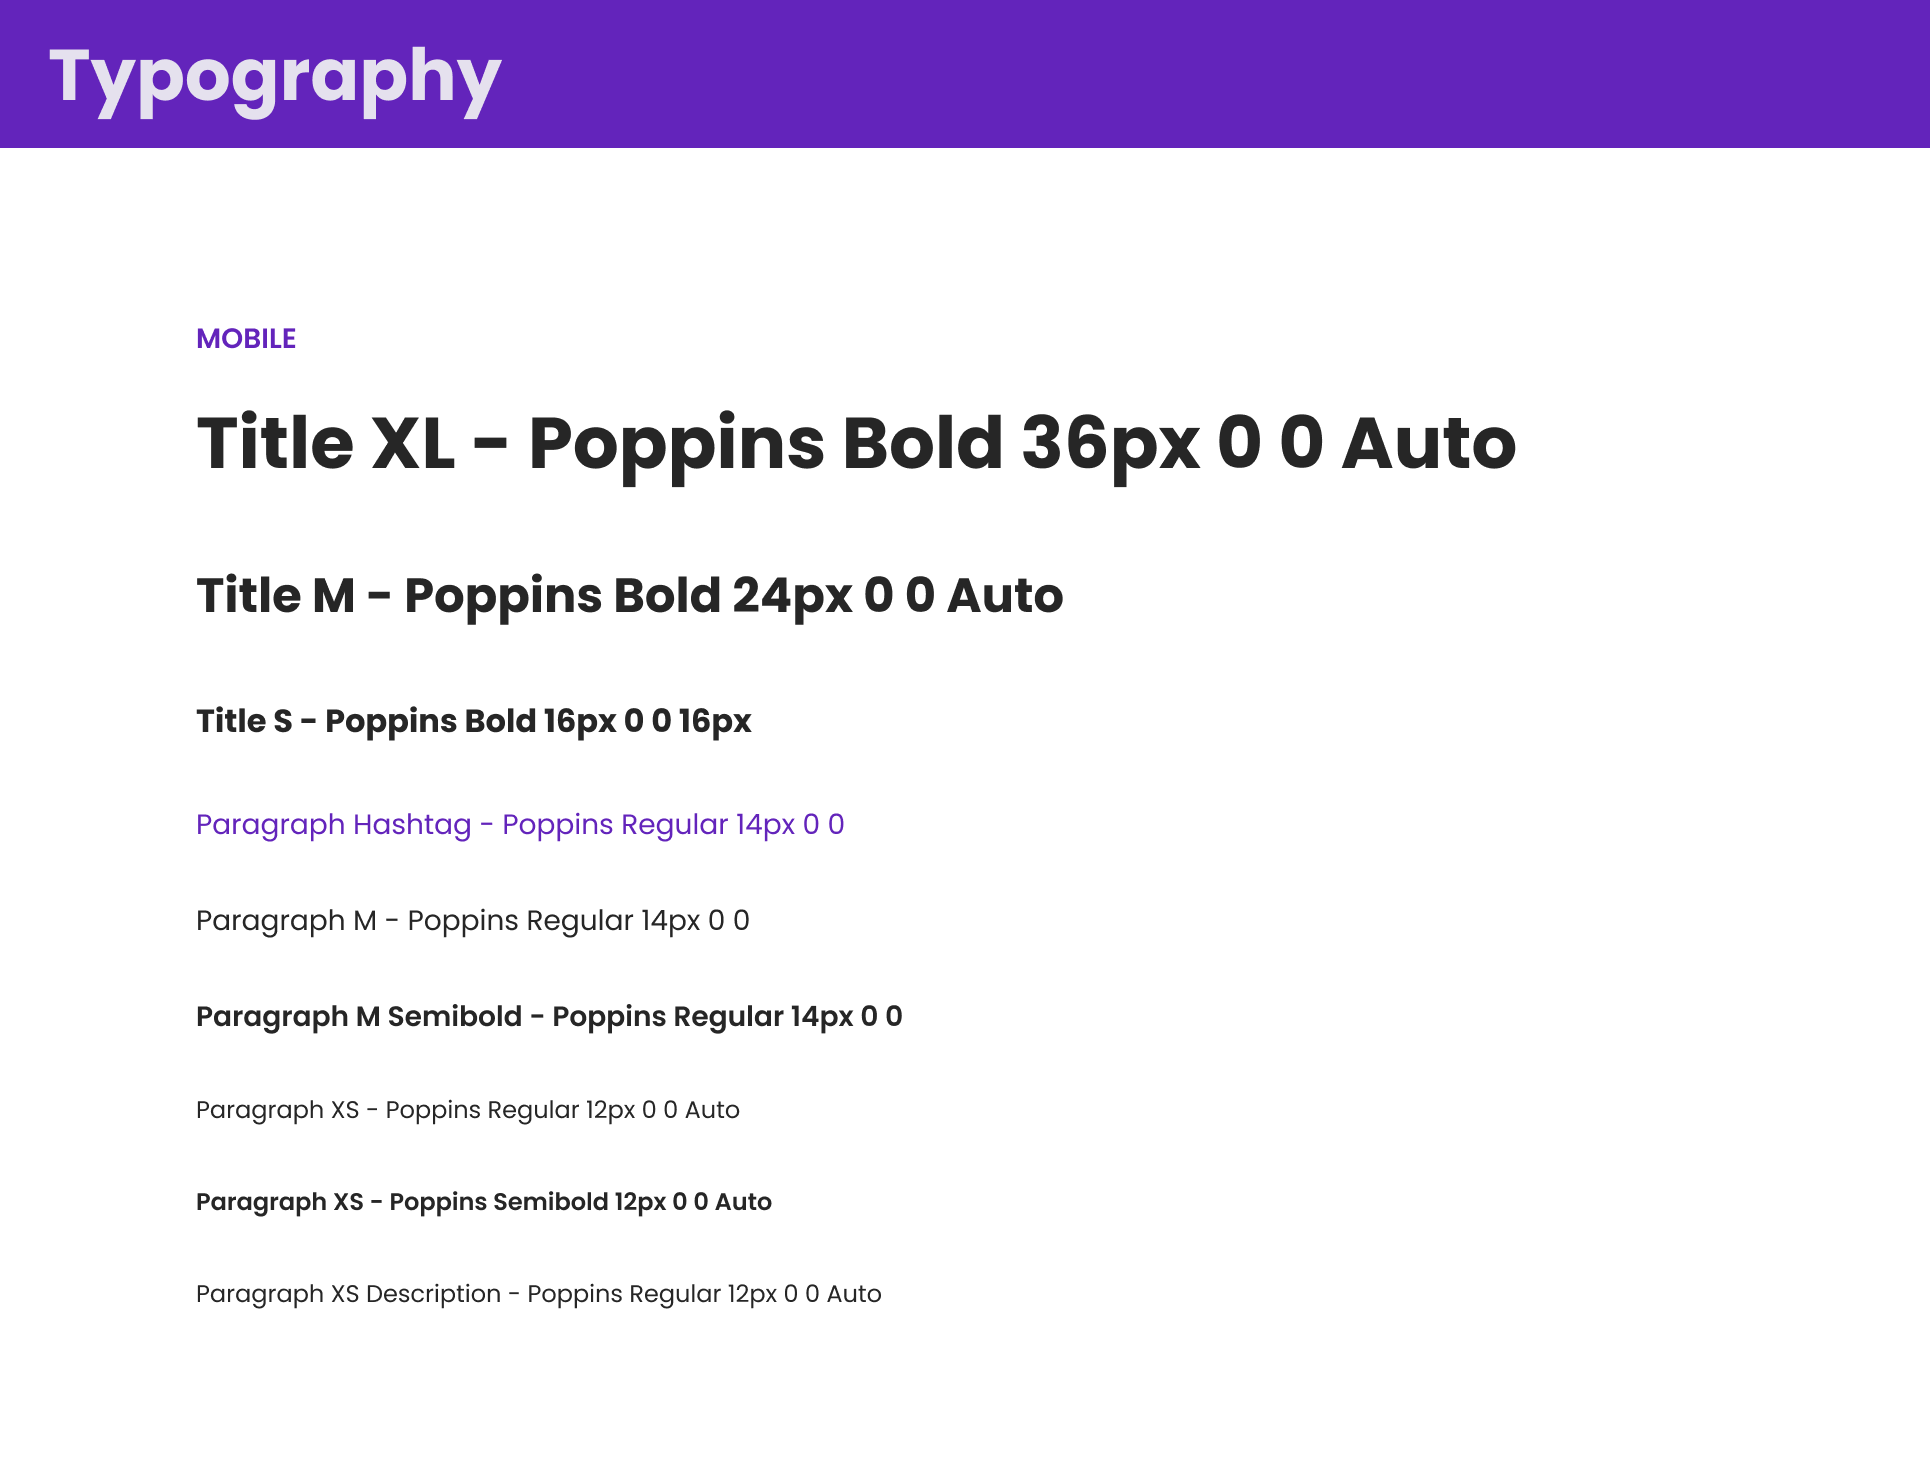 Typography
MOBILE
Title XL - Poppins Bold 36px 0 0 Auto
Title M - Poppins Bold 24px 0 0 Auto
Title S - Poppins Bold 16px 0 0 16px
Paragraph Hashtag - Poppins Regular 14px 0 0
Paragraph M - Poppins Regular 14px 0 0
Paragraph M Semibold - Poppins Regular 14px 0 0
Paragraph XS - Poppins Regular 12px 0 0 Auto
Paragraph XS - Poppins Semibold 12px 0 0 Auto
Paragraph XS Description - Poppins Regular 12px 0 0 Auto